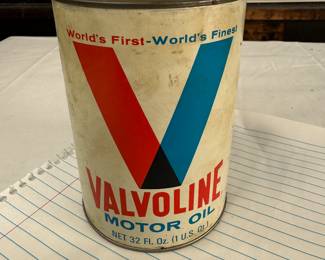 World's First-World's Finest
VALVOLINE
MOTOR OIL
NET 32 Fl. Oz. (1 U.S. Qt.)